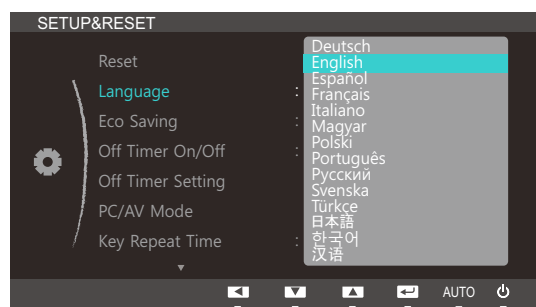 SETUP&RESET
Reset
Language :
Eco Saving :
Off Timer On/Off :
Off Timer Setting
PC/AV Mode
Key Repeat Time :
Deutsch
English
Español
Français
Italiano
Magyar
Polski
Português
Русский
Svenska
Türkçe
日本語
한국어
汉语
AUTO